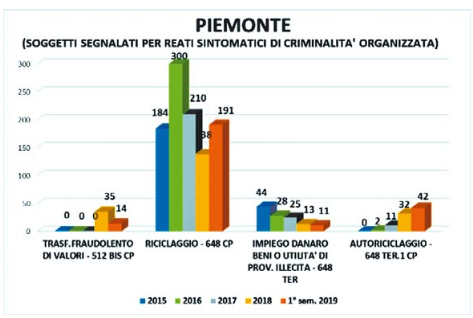 PIEMONTE
(SOGGETTI SEGNALATI PER REATI SINTOMATICI DI CRIMINALITA' ORGANIZZATA)
300
250
200
150
100
50
0
0 0 0 35 14
184 300 210 38 191
44 28 25 13 11
0 2 11 32 42
TRASF.FRAUDOLENTO
DI VALORI - 512 BIS CP
RICICLAGGIO - 648 CP
IMPIEGO DANARO
BENI O UTILITA' DI
PROV. ILLECITA - 648
TER
AUTORICICLAGGIO -
648 TER.1 CP
2015 2016 2017 2018 1° sem. 2019